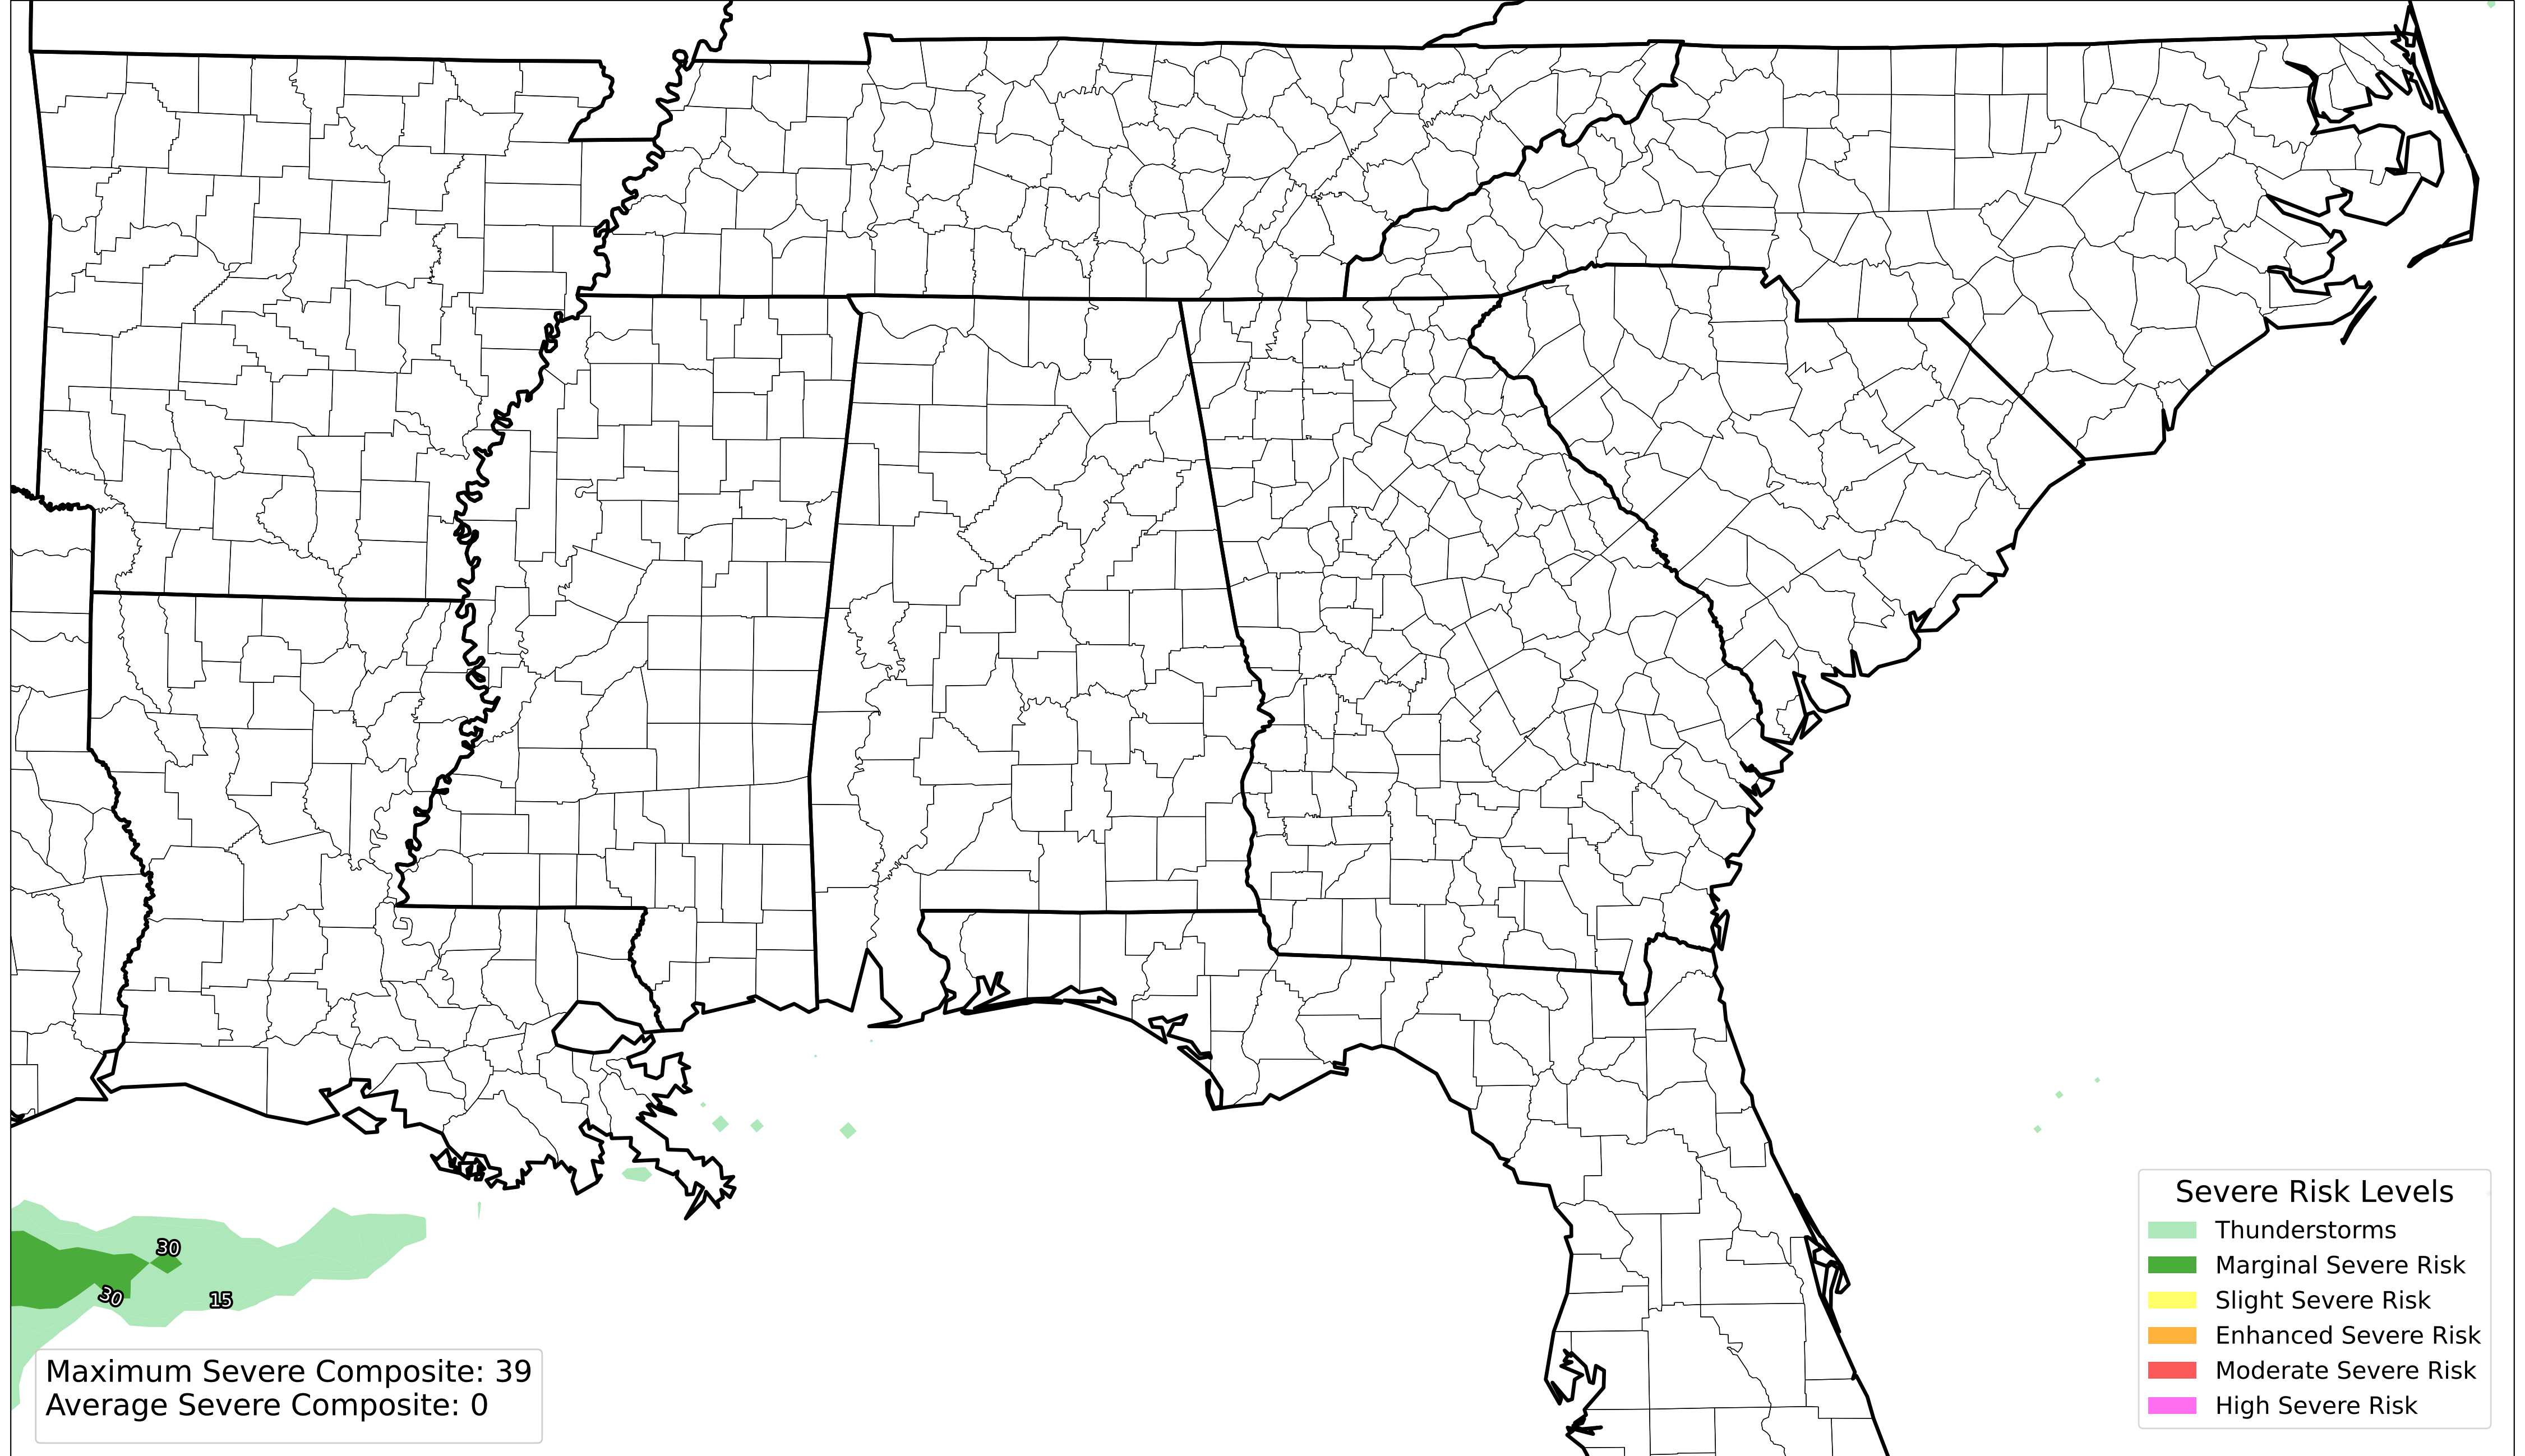 30
30
15
Maximum Severe Composite: 39
Average Severe Composite: 0
Severe Risk Levels
Thunderstorms
Marginal Severe Risk
Slight Severe Risk
Enhanced Severe Risk
Moderate Severe Risk
High Severe Risk